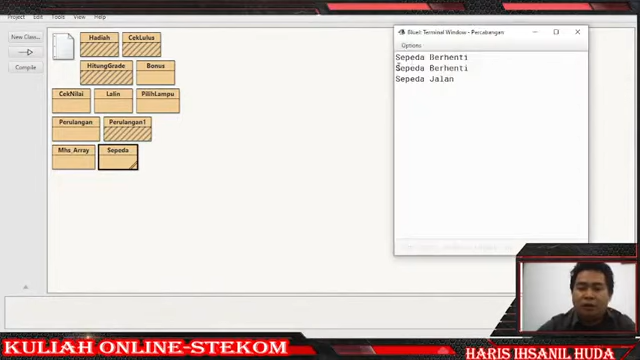 Project Edit Tools View Help
BlueJ: Terminal Window - Percabangan
Options
New Class...
Compile
Hadiah
CekLulus
HitungGrade
Bonus
CekNilai
Lalin
PilihLampu
Perulangan
Perulangan1
Mhs_Array
Sepeda
Sepeda Berhenti
Sepeda Berhenti
Sepeda Jalan
KULIAH ONLINE-STEKOM
HARIS IHSANIL HUDA